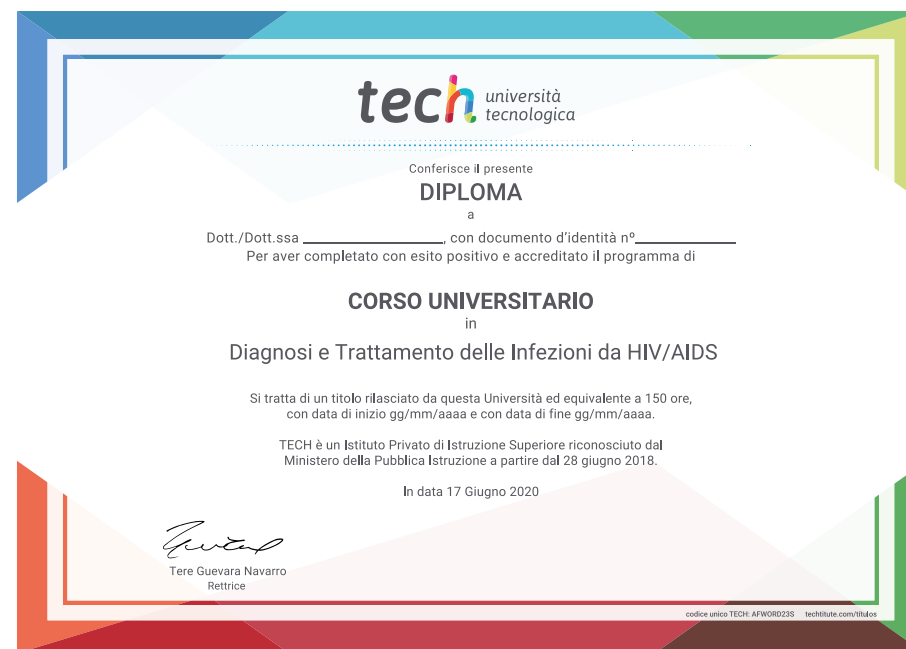 tech università
tecnologica
Conferisce il presente
DIPLOMA
a
Dott./Dott.ssa ____________________, con documento d'identità nº______________
Per aver completato con esito positivo e accreditato il programma di
CORSO UNIVERSITARIO
in
Diagnosi e Trattamento delle Infezioni da HIV/AIDS
Si tratta di un titolo rilasciato da questa Università ed equivalente a 150 ore,
con data di inizio gg/mm/aaaa e con data di fine gg/mm/aaaa.
TECH è un Istituto Privato di Istruzione Superiore riconosciuto dal
Ministero della Pubblica Istruzione a partire dal 28 giugno 2018.
In data 17 Giugno 2020
Tere Guevara Navarro
Rettrice
codice unico TECH: AFWORD23S techtitute.com/títulos